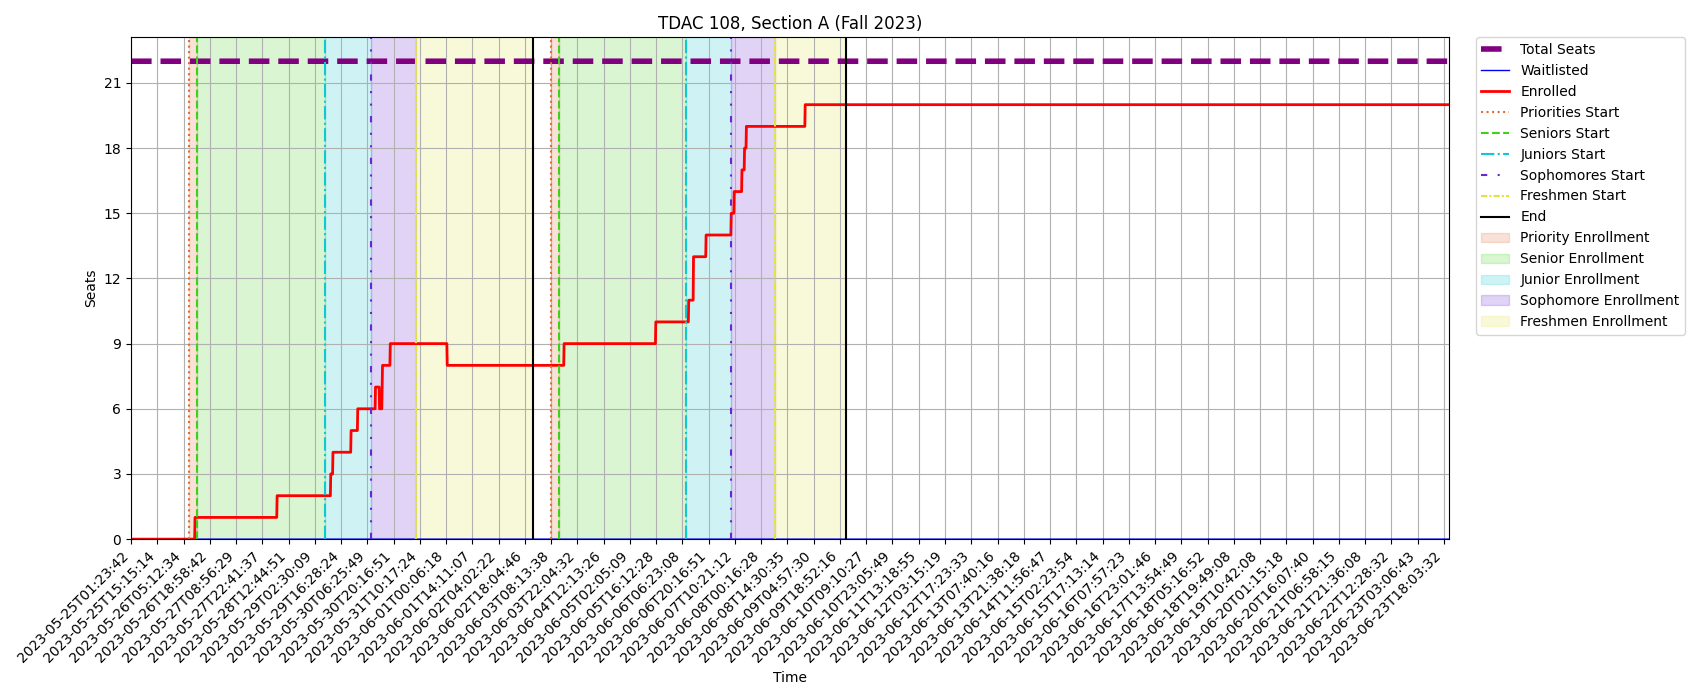 TDAC 108, Section A (Fall 2023)
Total Seats
Waitlisted
Enrolled
Priorities Start
Seniors Start
Juniors Start
Sophomores Start
Freshmen Start
End
Priority Enrollment
Senior Enrollment
Junior Enrollment
Sophomore Enrollment
Freshmen Enrollment
Seats
21
18
15
12
9
6
3
0
2023-05-25T01:23:42
2023-05-25T15:15:14
2023-05-26T05:12:34
2023-05-26T18:58:42
2023-05-27T08:56:29
2023-05-27T22:41:37
2023-05-28T12:44:51
2023-05-29T02:30:09
2023-05-29T16:28:24
2023-05-30T06:25:49
2023-05-30T20:16:51
2023-05-31T10:17:24
2023-06-01T00:06:18
2023-06-01T14:11:07
2023-06-02T04:02:22
2023-06-02T18:04:46
2023-06-03T08:13:38
2023-06-03T22:04:32
2023-06-04T12:13:26
2023-06-05T02:05:09
2023-06-05T16:12:28
2023-06-06T06:23:08
2023-06-06T20:16:51
2023-06-07T10:21:12
2023-06-08T00:16:28
2023-06-08T14:30:35
2023-06-09T04:57:30
2023-06-09T18:52:16
2023-06-10T09:10:27
2023-06-10T23:05:49
2023-06-11T13:18:55
2023-06-12T03:15:19
2023-06-12T17:23:33
2023-06-13T07:40:16
2023-06-13T21:38:18
2023-06-14T11:56:47
2023-06-15T02:23:54
2023-06-15T17:13:14
2023-06-16T07:57:23
2023-06-16T23:01:46
2023-06-17T13:54:49
2023-06-18T05:16:52
2023-06-18T19:49:08
2023-06-19T10:42:08
2023-06-20T01:15:18
2023-06-20T16:07:40
2023-06-21T06:58:15
2023-06-21T21:36:08
2023-06-22T12:28:32
2023-06-23T03:06:43
2023-06-23T18:03:32
Time